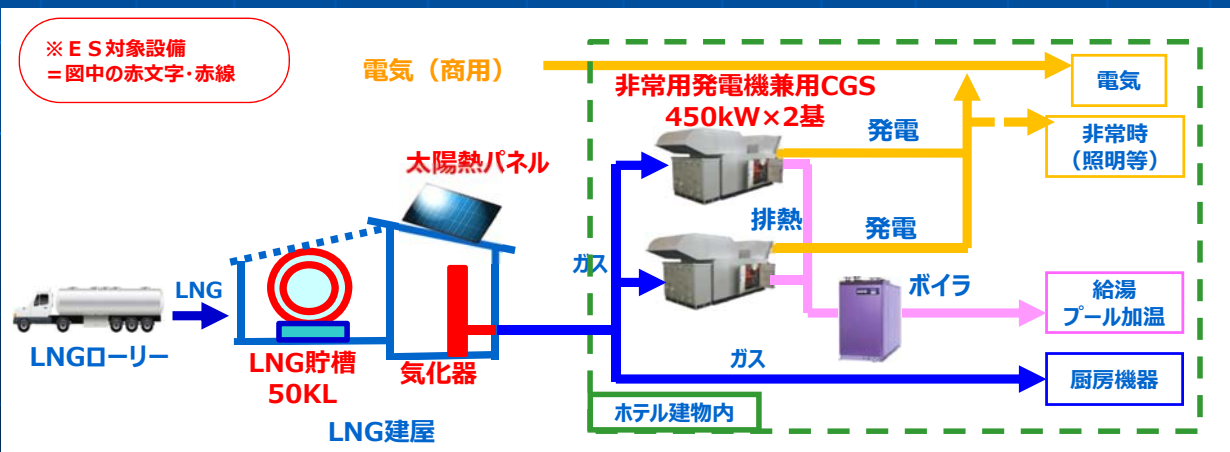 ※ＥＳ対象設備
＝図中の赤文字・赤線
電気（商用）
非常用発電機兼用CGS
450kW×2基
発電
電気
非常時
（照明等）
太陽熱パネル
排熱
発電
ガス
LNG
ボイラ
給湯
プール加温
LNGローリー
LNG貯槽
50KL
気化器
ガス
厨房機器
ホテル建物内
LNG建屋